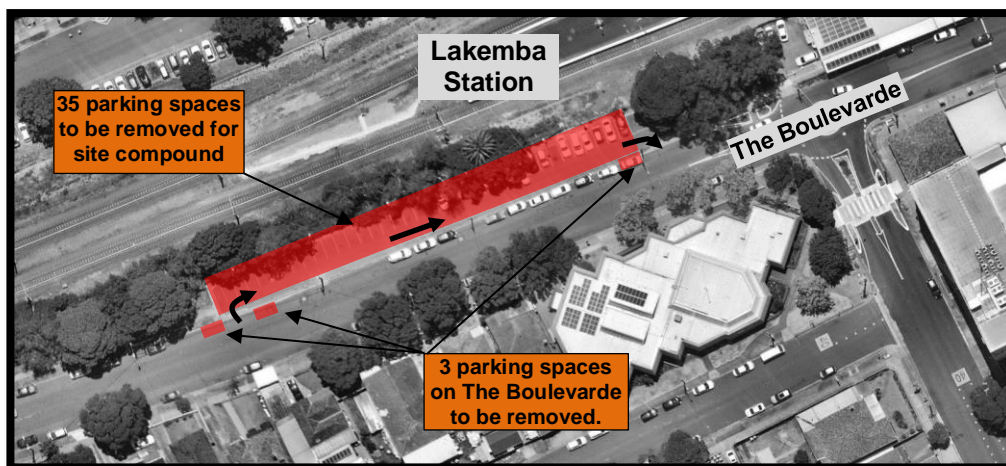 Lakemba
Station
35 parking spaces
to be removed for
site compound
The Boulevarde
3 parking spaces
on The Boulevarde
to be removed.